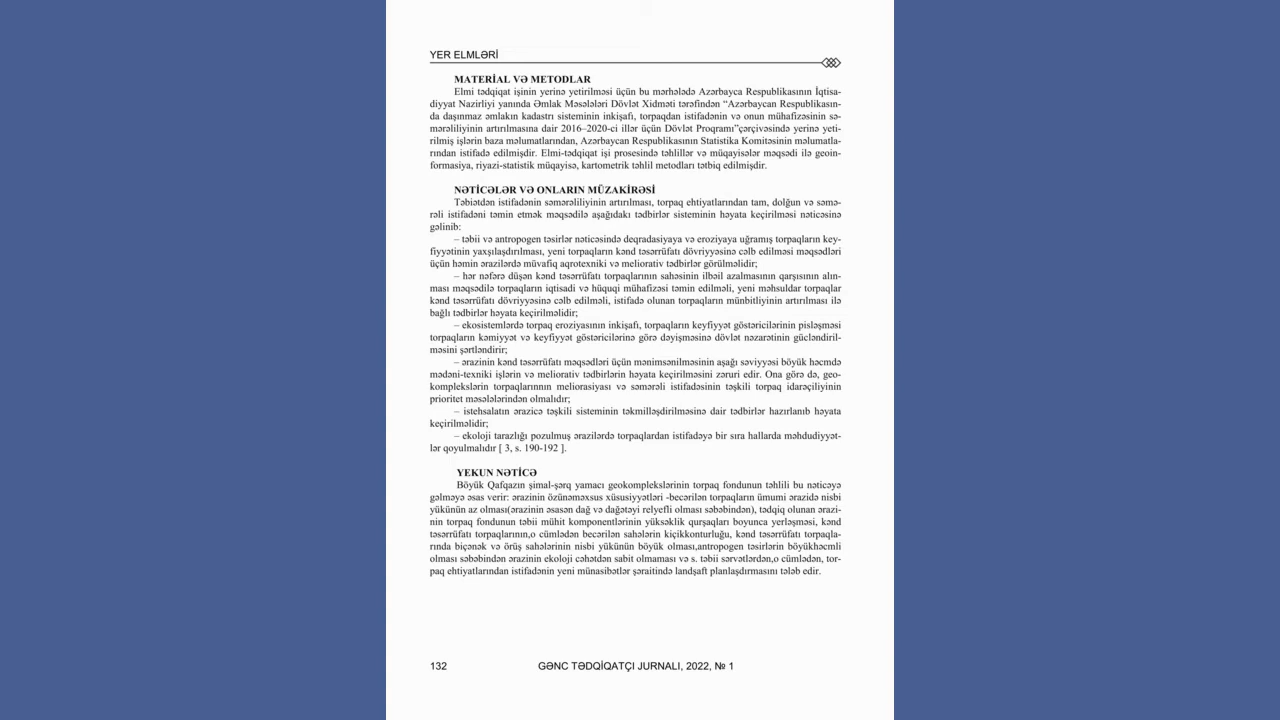 YER ELMLƏRİ
MATERİAL VƏ METODLAR
Elmi tədqiqat işinin yerinə yetirilməsi üçün bu mərhələdə Azərbayca Respublikasının İqtisa-
diyyat Nazirliyi yanında Əmlak Məsələləri Dövlət Xidməti tərəfindən “Azərbaycan Respublikasın-
da daşınmaz əmlakın kadastrı sisteminin inkişafı, torpaqdan istifadənin və onun mühafizəsinin sə-
mərəliliyinin artırılmasına dair 2016–2020-ci illər üçün Dövlət Proqramı”çərçivəsində yerinə yeti-
rilmiş işlərin baza məlumatlarından, Azərbaycan Respublikasının Statistika Komitəsinin məlumatla-
rından istifadə edilmişdir. Elmi-tədqiqat işi prosesində təhlillər və müqayisələr məqsədi ilə geoin-
formasiya, riyazi-statistik müqayisə, kartometrik təhlil metodları tətbiq edilmişdir.
NƏTİCƏLƏR VƏ ONLARIN MÜZAKİRƏSİ
Təbiətdən istifadənin səmərəliliyinin artırılması, torpaq ehtiyatlarından tam, dolğun və səmə-
rəli istifadəni təmin etmək məqsədilə aşağıdakı tədbirlər sisteminin həyata keçirilməsi nəticəsinə
gəlinib:
– təbii və antropogen təsirlər nəticəsində deqradasiyaya və eroziyaya uğramış torpaqların key-
fiyyətinin yaxşılaşdırılması, yeni torpaqların kənd təsərrüfatı dövriyyəsinə cəlb edilməsi məqsədləri
üçün həmin ərazilərdə müvafiq aqrotexniki və meliorativ tədbirlər görülməlidir;
– hər nəfərə düşən kənd təsərrüfatı torpaqlarının sahəsinin ilbəil azalmasının qarşısının alın-
ması məqsədilə torpaqların iqtisadi və hüquqi mühafizəsi təmin edilməli, yeni məhsuldar torpaqlar
kənd təsərrüfatı dövriyyəsinə cəlb edilməli, istifadə olunan torpaqların münbitliyinin artırılması ilə
bağlı tədbirlər həyata keçirilməlidir;
– ekosistemlərdə torpaq eroziyasının inkişafı, torpaqların keyfiyyət göstəricilərinin pisləşməsi
torpaqların kəmiyyət və keyfiyyət göstəricilərinə görə dəyişməsinə dövlət nəzarətinin gücləndiril-
məsini şərtləndirir;
– ərazinin kənd təsərrüfatı məqsədləri üçün mənimsənilməsinin aşağı səviyyəsi böyük həcmdə
mədəni-texniki işlərin və meliorativ tədbirlərin həyata keçirilməsini zəruri edir. Ona görə də, geo-
komplekslərin torpaqlarınnın meliorasiyası və səmərəli istifadəsinin təşkili torpaq idarəçiliyinin
prioritet məsələlərindən olmalıdır;
– istehsalatın ərazicə təşkili sisteminin təkmilləşdirilməsinə dair tədbirlər hazırlanıb həyata
keçirilməlidir;
– ekoloji tarazlığı pozulmuş ərazilərdə torpaqlardan istifadəyə bir sıra hallarda məhdudiyyət-
lər qoyulmalıdır [ 3, s. 190-192 ].
YEKUN NƏTİCƏ
Böyük Qafqazın şimal-şərq yamacı geokomplekslərinin torpaq fondunun təhlili bu nəticəyə
gəlməyə əsas verir: ərazinin özünəməxsus xüsusiyyətləri -becərilən torpaqların ümumi ərazidə nisbi
yükünün az olması(ərazinin əsasən dağ və dağətəyi relyefli olması səbəbindən), tədqiq olunan ərazi-
nin torpaq fondunun təbii mühit komponentlərinin yüksəklik qurşaqları boyunca yerləşməsi, kənd
təsərrüfatı torpaqlarının,o cümlədən becərilən sahələrin kiçikkonturluğu, kənd təsərrüfatı torpaqla-
rında biçənək və örüş sahələrinin nisbi yükünün böyük olması,antropogen təsirlərin böyükhəcmli
olması səbəbindən ərazinin ekoloji cəhətdən sabit olmaması və s. təbii sərvətlərdən,o cümlədən, tor-
paq ehtiyatlarından istifadənin yeni münasibətlər şəraitində landşaft planlaşdırmasını tələb edir.
132
GƏNC TƏDQİQATÇI JURNALI, 2022, № 1